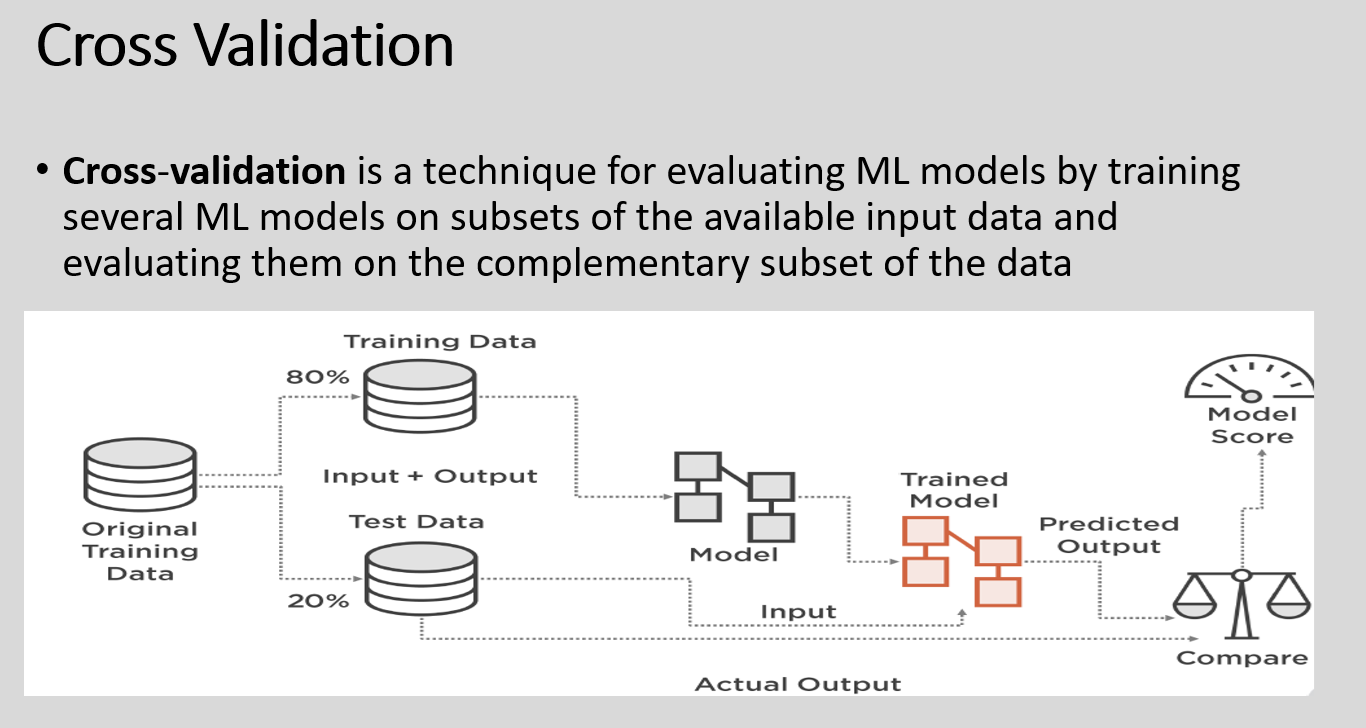 Cross Validation
• Cross-validation is a technique for evaluating ML models by training
several ML models on subsets of the available input data and
evaluating them on the complementary subset of the data
Training Data
80%
Original
Training
Data
Input + Output
Test Data
20%
Model
Input
Trained
Model
Predicted
Output
Model
Score
Compare
Actual Output